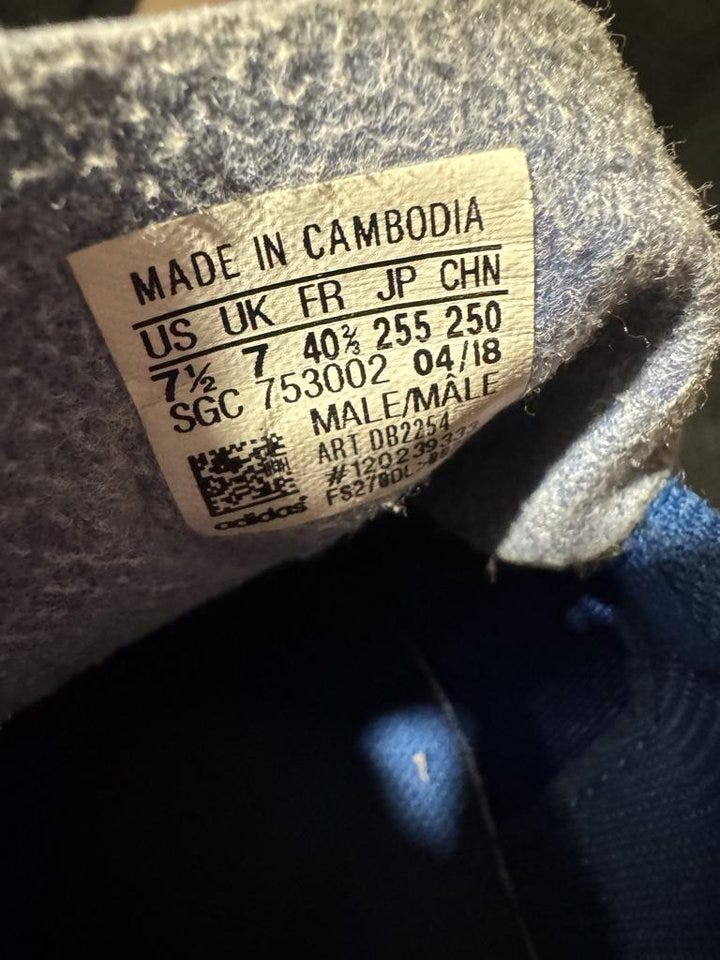 MADE IN CAMBODIA
US UK FR JP CHN
7½ 7 40⅔ 255 250
SGC 753002 04/18
MALE/MÂLE
ART DB2254
adidas